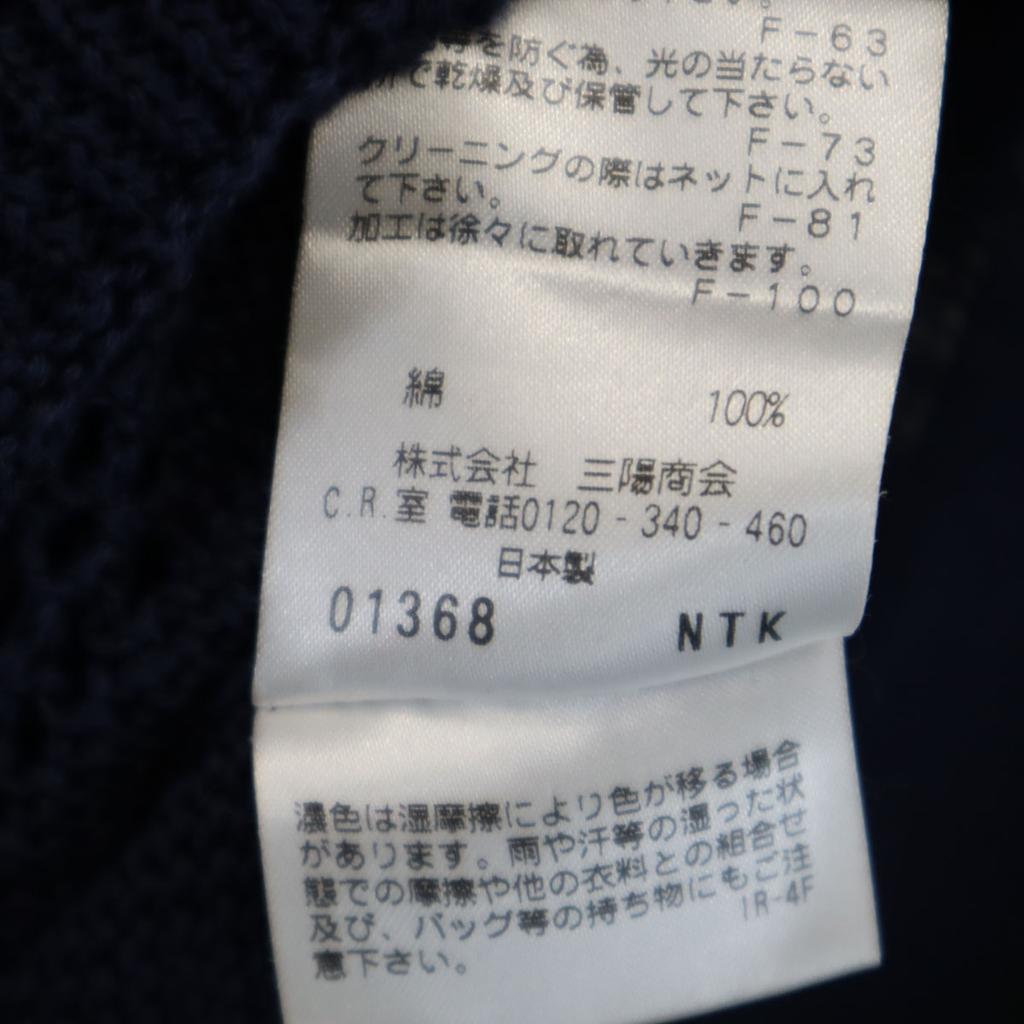 下さい。
F-63
等を防ぐ為、光の当たらない
所で乾燥及び保管して下さい。
F-73
クリーニングの際はネットに入れ
て下さい。
F-81
加工は徐々に取れていきます。
F-100
綿 100%
株式会社 三陽商会
C.R.室 電話0120-340-460
日本製
01368 NTK
濃色は湿摩擦により色が移る場合
があります。雨や汗等の湿った状
態での摩擦や他の衣料との組合せ
及び、バッグ等の持ち物にもご注
意下さい。
IR-4F